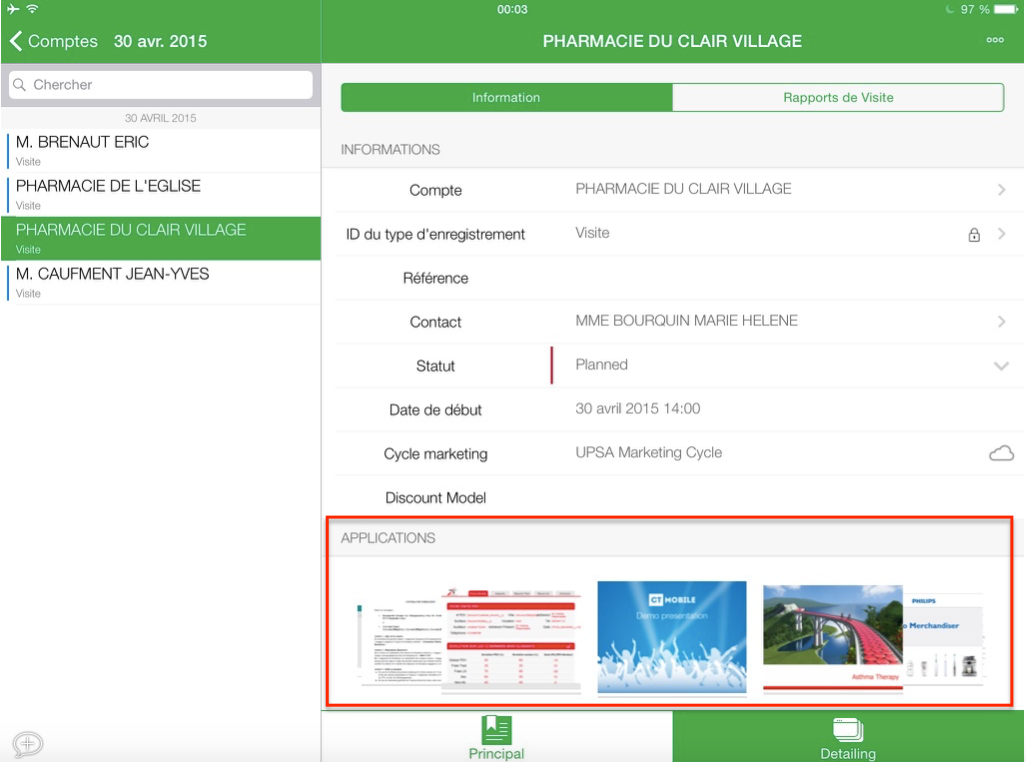 00:03
97 %
Comptes
30 avr. 2015
PHARMACIE DU CLAIR VILLAGE
Chercher
30 AVRIL 2015
M. BRENAUT ERIC
Visite
PHARMACIE DE L'EGLISE
Visite
PHARMACIE DU CLAIR VILLAGE
Visite
M. CAUFMENT JEAN-YVES
Visite
Information
Rapports de Visite
INFORMATIONS
Compte
PHARMACIE DU CLAIR VILLAGE
ID du type d'enregistrement
Visite
Référence
Contact
MME BOURQUIN MARIE HELENE
Statut
Planned
Date de début
30 avril 2015 14:00
Cycle marketing
UPSA Marketing Cycle
Discount Model
APPLICATIONS
CT MOBILE
Demo presentation
Asthma Therapy
PHILIPS
o Merchandiser
Principal
Detailing